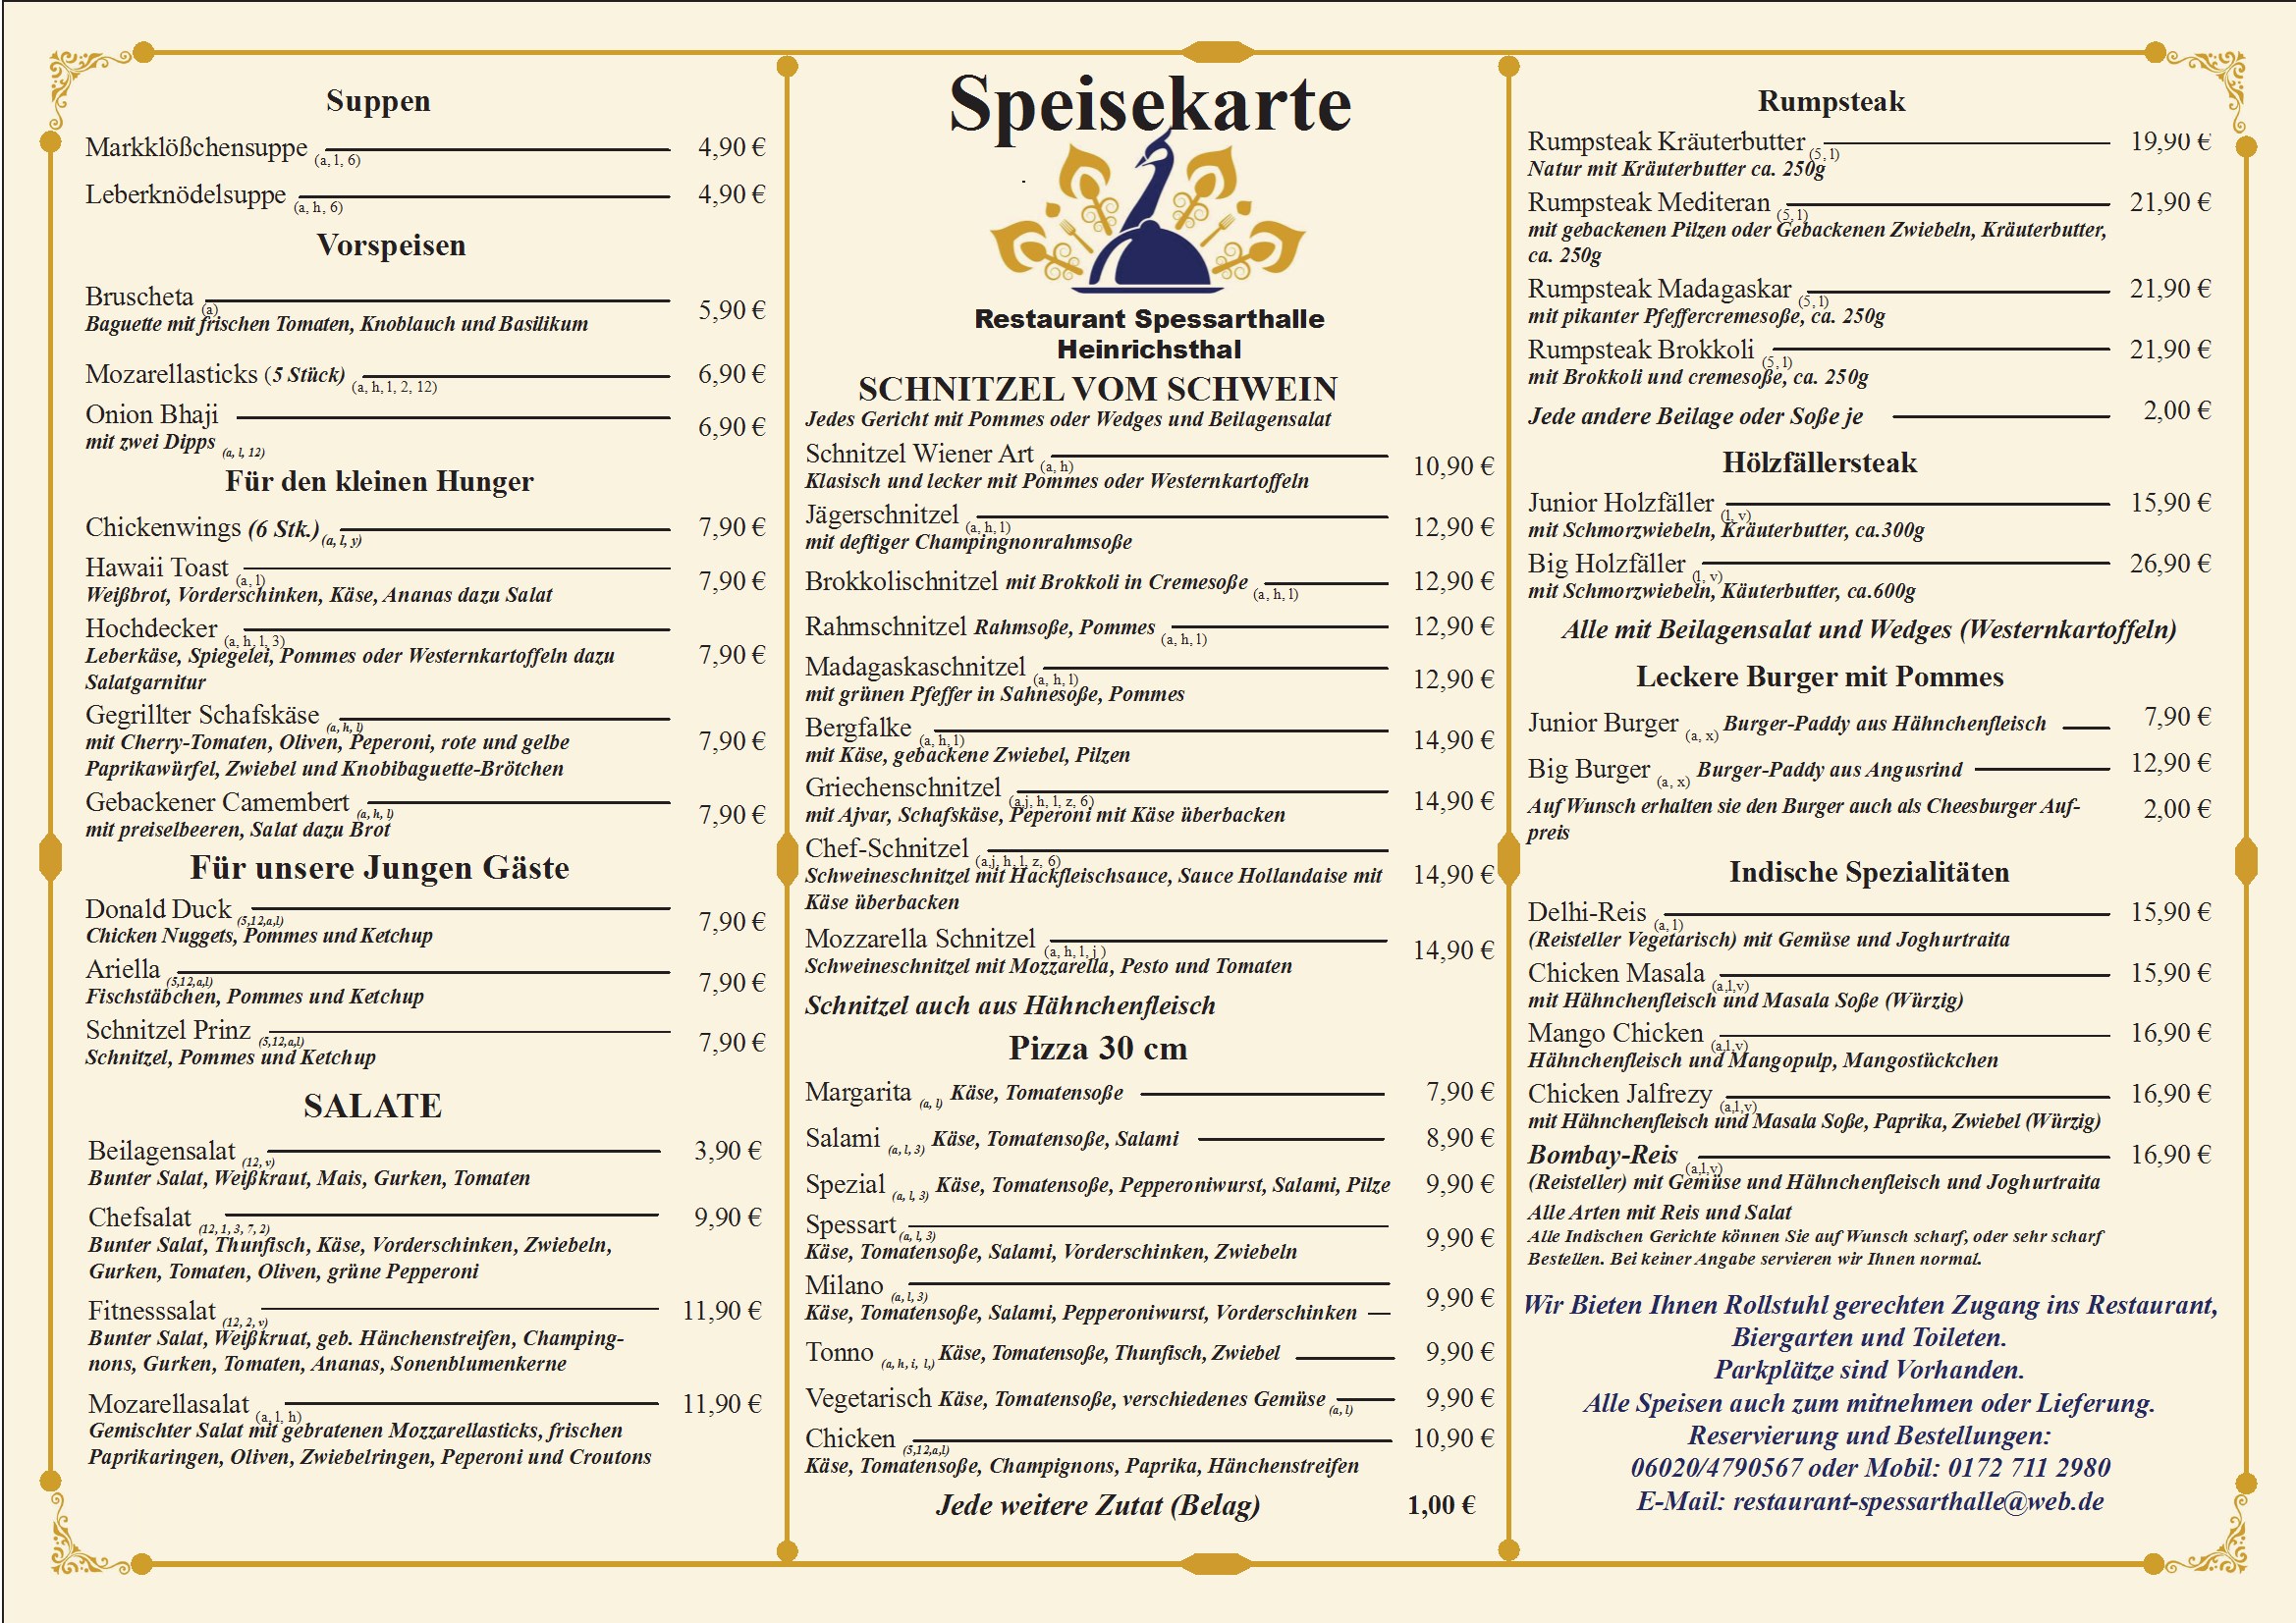 Suppen
Markklößchensuppe (a, l, 6) 4,90 €
Leberknödelsuppe (a, h, 6) 4,90 €
Vorspeisen
Bruscheta (a) 5,90 €
Baguette mit frischen Tomaten, Knoblauch und Basilikum
Mozarellasticks (5 Stück) (a, h, l, 2, 12) 6,90 €
Onion Bhaji 6,90 €
mit zwei Dipps (a, l, 12)
Für den kleinen Hunger
Chickenwings (6 Stk.) (a, l, y) 7,90 €
Hawaii Toast (a, l) 7,90 €
Weißbrot, Vorderschinken, Käse, Ananas dazu Salat
Hochdecker (a, h, l, 3) 7,90 €
Leberkäse, Spiegelei, Pommes oder Westernkartoffeln dazu
Salatgarnitur
Gegrillter Schafskäse (a, h, l) 7,90 €
mit Cherry-Tomaten, Oliven, Peperoni, rote und gelbe
Paprikawürfel, Zwiebel und Knobibaguette-Brötchen
Gebackener Camembert (a, h, l) 7,90 €
mit preiselbeeren, Salat dazu Brot
Für unsere Jungen Gäste
Donald Duck (5,12,a,l) 7,90 €
Chicken Nuggets, Pommes und Ketchup
Ariella (5,12,a,l) 7,90 €
Fischstäbchen, Pommes und Ketchup
Schnitzel Prinz (5,12,a,l) 7,90 €
Schnitzel, Pommes und Ketchup
SALATE
Beilagensalat (12, v) 3,90 €
Bunter Salat, Weißkraut, Mais, Gurken, Tomaten
Chefsalat (12, 1, 3, 7, 2) 9,90 €
Bunter Salat, Thunfisch, Käse, Vorderschinken, Zwiebeln,
Gurken, Tomaten, Oliven, grüne Pepperoni
Fitnesssalat (12, 2, v) 11,90 €
Bunter Salat, Weißkruat, geb. Hänchenstreifen, Champing-
nons, Gurken, Tomaten, Ananas, Sonenblumenkerne
Mozarellasalat (a, l, h) 11,90 €
Gemischter Salat mit gebratenen Mozzarellasticks, frischen
Paprikaringen, Oliven, Zwiebelringen, Peperoni und Croutons
Speisekarte
Restaurant Spessarthalle
Heinrichsthal
SCHNITZEL VOM SCHWEIN
Jedes Gericht mit Pommes oder Wedges und Beilagensalat
Schnitzel Wiener Art (a, h) 10,90 €
Klasisch und lecker mit Pommes oder Westernkartoffeln
Jägerschnitzel (a, h, l) 12,90 €
mit deftiger Champingnonrahmsoße
Brokkolischnitzel mit Brokkoli in Cremesoße (a, h, l) 12,90 €
Rahmschnitzel Rahmsoße, Pommes (a, h, l) 12,90 €
Madagaskaschnitzel (a, h, l) 12,90 €
mit grünen Pfeffer in Sahnesoße, Pommes
Bergfalke (a, h, l) 14,90 €
mit Käse, gebackene Zwiebel, Pilzen
Griechenschnitzel (a,j, h, l, z, 6) 14,90 €
mit Ajvar, Schafskäse, Peperoni mit Käse überbacken
Chef-Schnitzel (a,j, h, l, z, 6) 14,90 €
Schweineschnitzel mit Hackfleischsauce, Sauce Hollandaise mit
Käse überbacken
Mozzarella Schnitzel (a, h, l, j ) 14,90 €
Schweineschnitzel mit Mozzarella, Pesto und Tomaten
Schnitzel auch aus Hähnchenfleisch
Pizza 30 cm
Margarita (a, l) Käse, Tomatensoße 7,90 €
Salami (a, l, 3) Käse, Tomatensoße, Salami 8,90 €
Spezial (a, l, 3) Käse, Tomatensoße, Pepperoniwurst, Salami, Pilze 9,90 €
Spessart (a, l, 3) 9,90 €
Käse, Tomatensoße, Salami, Vorderschinken, Zwiebeln
Milano (a, l, 3) 9,90 €
Käse, Tomatensoße, Salami, Pepperoniwurst, Vorderschinken
Tonno (a, h, i, l,) Käse, Tomatensoße, Thunfisch, Zwiebel 9,90 €
Vegetarisch Käse, Tomatensoße, verschiedenes Gemüse (a, l) 9,90 €
Chicken (5,12,a,l) 10,90 €
Käse, Tomatensoße, Champignons, Paprika, Hänchenstreifen
Jede weitere Zutat (Belag) 1,00 €
Rumpsteak
Rumpsteak Kräuterbutter (5, l) 19,90 €
Natur mit Kräuterbutter ca. 250g
Rumpsteak Mediteran (5, l) 21,90 €
mit gebackenen Pilzen oder Gebackenen Zwiebeln, Kräuterbutter,
ca. 250g
Rumpsteak Madagaskar (5, l) 21,90 €
mit pikanter Pfeffercremesoße, ca. 250g
Rumpsteak Brokkoli (5, l) 21,90 €
mit Brokkoli und cremesoße, ca. 250g
Jede andere Beilage oder Soße je 2,00 €
Hölzfällersteak
Junior Holzfäller (l, v) 15,90 €
mit Schmorzwiebeln, Kräuterbutter, ca.300g
Big Holzfäller (l, v) 26,90 €
mit Schmorzwiebeln, Käuterbutter, ca.600g
Alle mit Beilagensalat und Wedges (Westernkartoffeln)
Leckere Burger mit Pommes
Junior Burger (a, x) Burger-Paddy aus Hähnchenfleisch 7,90 €
Big Burger (a, x) Burger-Paddy aus Angusrind 12,90 €
Auf Wunsch erhalten sie den Burger auch als Cheesburger Auf- 2,00 €
preis
Indische Spezialitäten
Delhi-Reis (a, l) 15,90 €
(Reisteller Vegetarisch) mit Gemüse und Joghurtraita
Chicken Masala (a,l,v) 15,90 €
mit Hähnchenfleisch und Masala Soße (Würzig)
Mango Chicken (a,l,v) 16,90 €
Hähnchenfleisch und Mangopulp, Mangostückchen
Chicken Jalfrezy (a,l,v) 16,90 €
mit Hähnchenfleisch und Masala Soße, Paprika, Zwiebel (Würzig)
Bombay-Reis (a,l,v) 16,90 €
(Reisteller) mit Gemüse und Hähnchenfleisch und Joghurtraita
Alle Arten mit Reis und Salat
Alle Indischen Gerichte können Sie auf Wunsch scharf, oder sehr scharf
Bestellen. Bei keiner Angabe servieren wir Ihnen normal.
Wir Bieten Ihnen Rollstuhl gerechten Zugang ins Restaurant,
Biergarten und Toileten.
Parkplätze sind Vorhanden.
Alle Speisen auch zum mitnehmen oder Lieferung.
Reservierung und Bestellungen:
06020/4790567 oder Mobil: 0172 711 2980
E-Mail: restaurant-spessarthalle@web.de